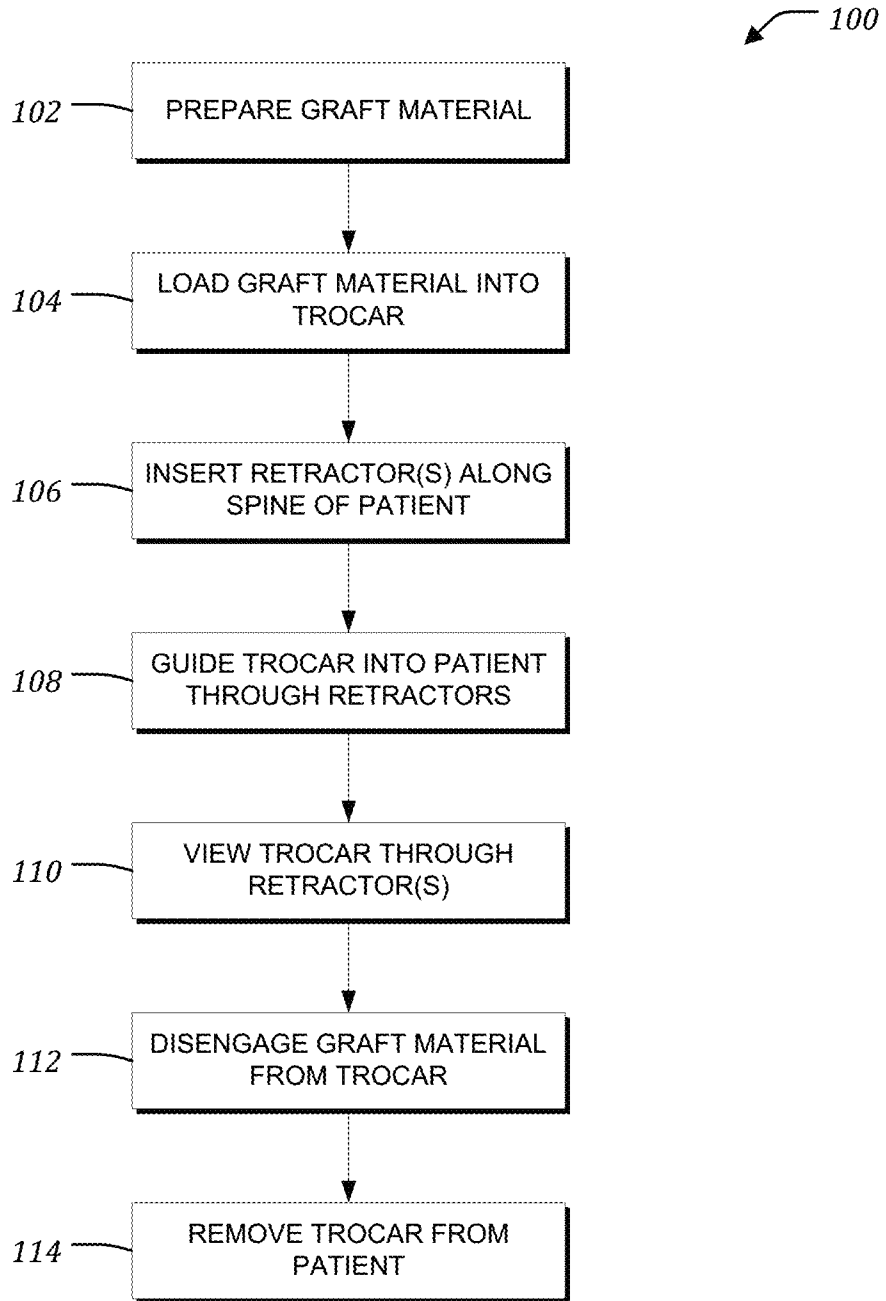 100
102
PREPARE GRAFT MATERIAL
104
LOAD GRAFT MATERIAL INTO
TROCAR
106
INSERT RETRACTOR(S) ALONG
SPINE OF PATIENT
108
GUIDE TROCAR INTO PATIENT
THROUGH RETRACTORS
110
VIEW TROCAR THROUGH
RETRACTOR(S)
112
DISENGAGE GRAFT MATERIAL
FROM TROCAR
114
REMOVE TROCAR FROM
PATIENT